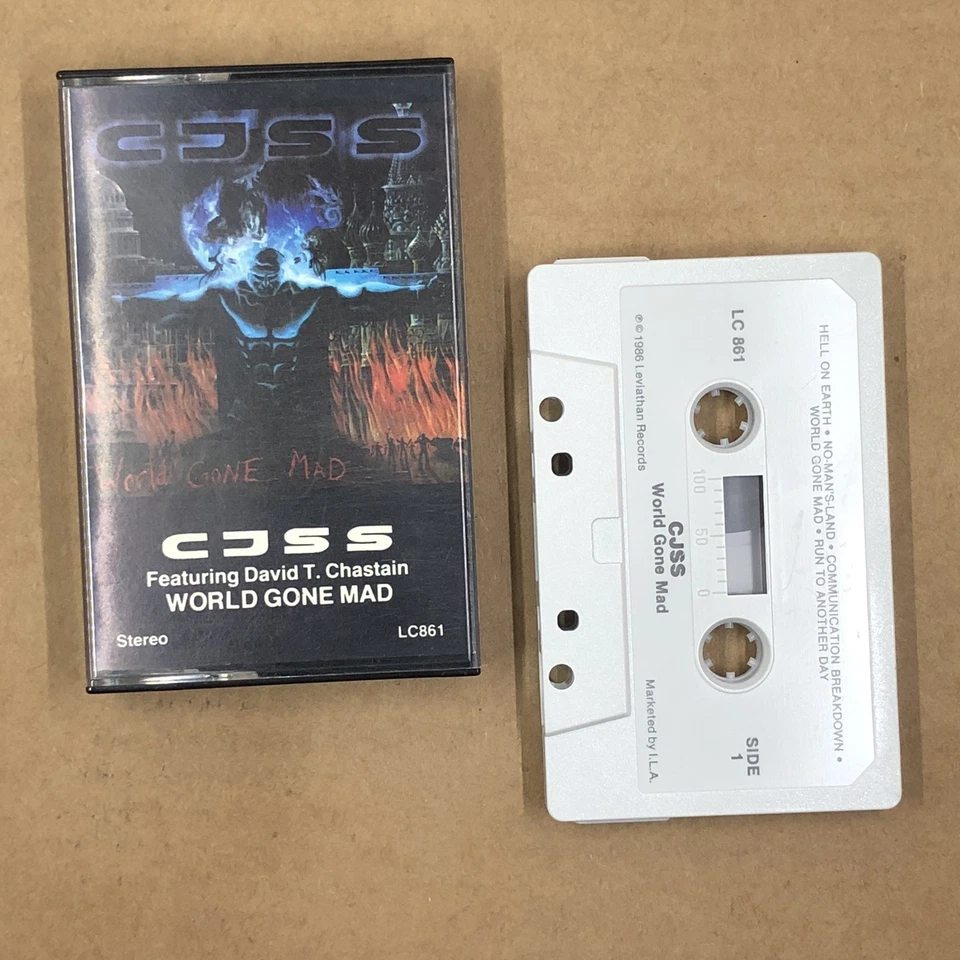 CJSS
World GONE MAD
CJSS
Featuring David T. Chastain
WORLD GONE MAD
Stereo
LC861
LC 861
HELL ON EARTH • NO-MAN'S-LAND • COMMUNICATION BREAKDOWN •
WORLD GONE MAD • RUN TO ANOTHER DAY
100 50 0
CJSS
World Gone Mad
℗ © 1986 Leviathan Records
Marketed by I.L.A.
SIDE
1